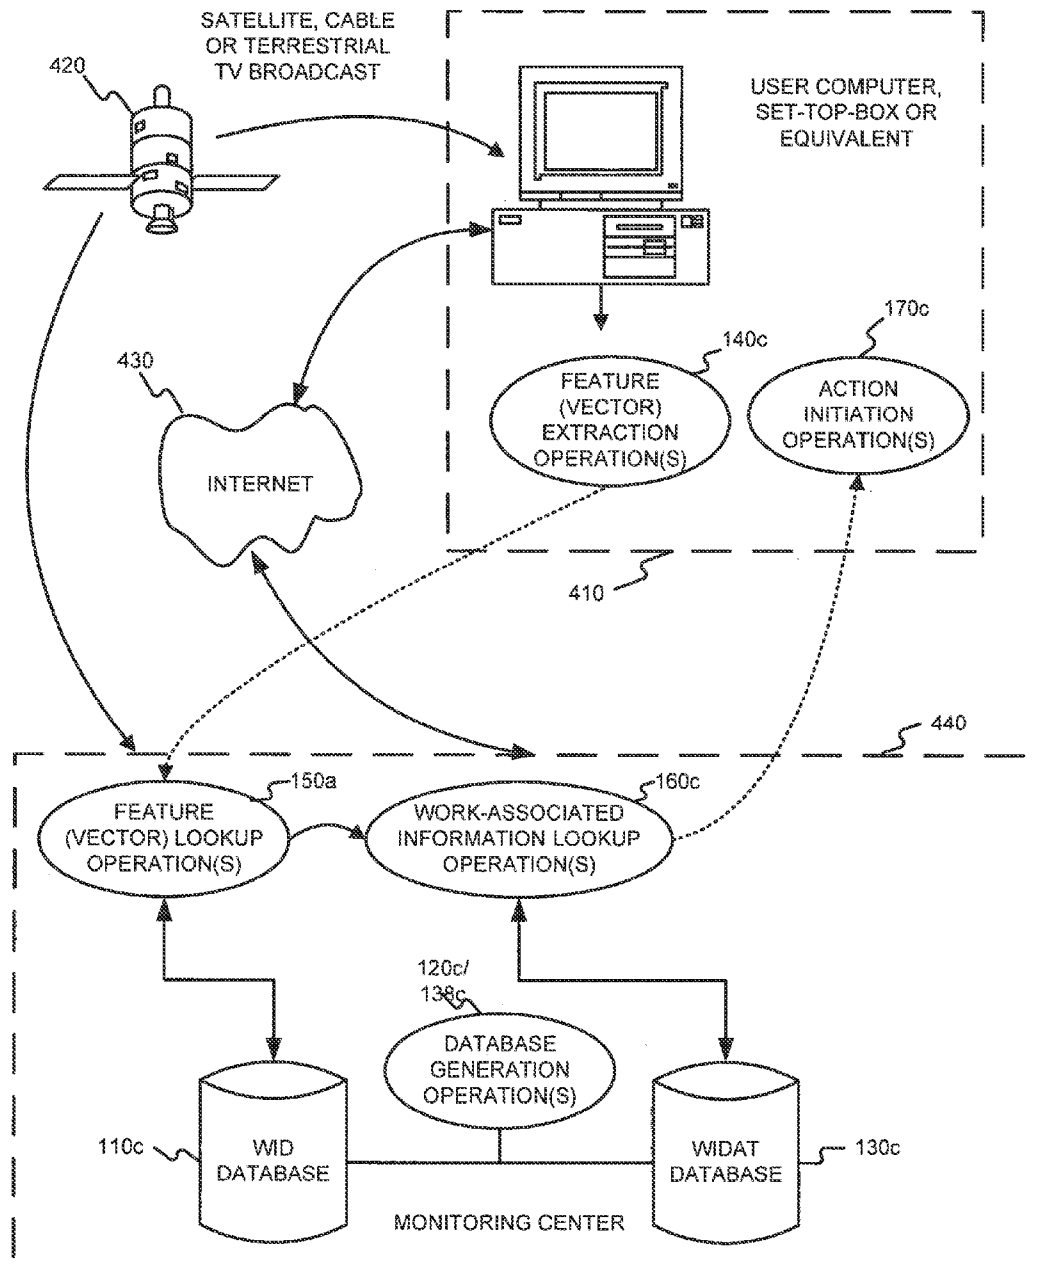 SATELLITE, CABLE
OR TERRESTRIAL
TV BROADCAST
420
USER COMPUTER,
SET-TOP-BOX OR
EQUIVALENT
170c
140c
430
FEATURE
(VECTOR)
EXTRACTION
OPERATION(S)
ACTION
INITIATION
OPERATION(S)
INTERNET
410
440
150a
160c
FEATURE
(VECTOR) LOOKUP
OPERATION(S)
WORK-ASSOCIATED
INFORMATION LOOKUP
OPERATION(S)
120c/
138c
DATABASE
GENERATION
OPERATION(S)
110c
WID
DATABASE
WIDAT
DATABASE
130c
MONITORING CENTER